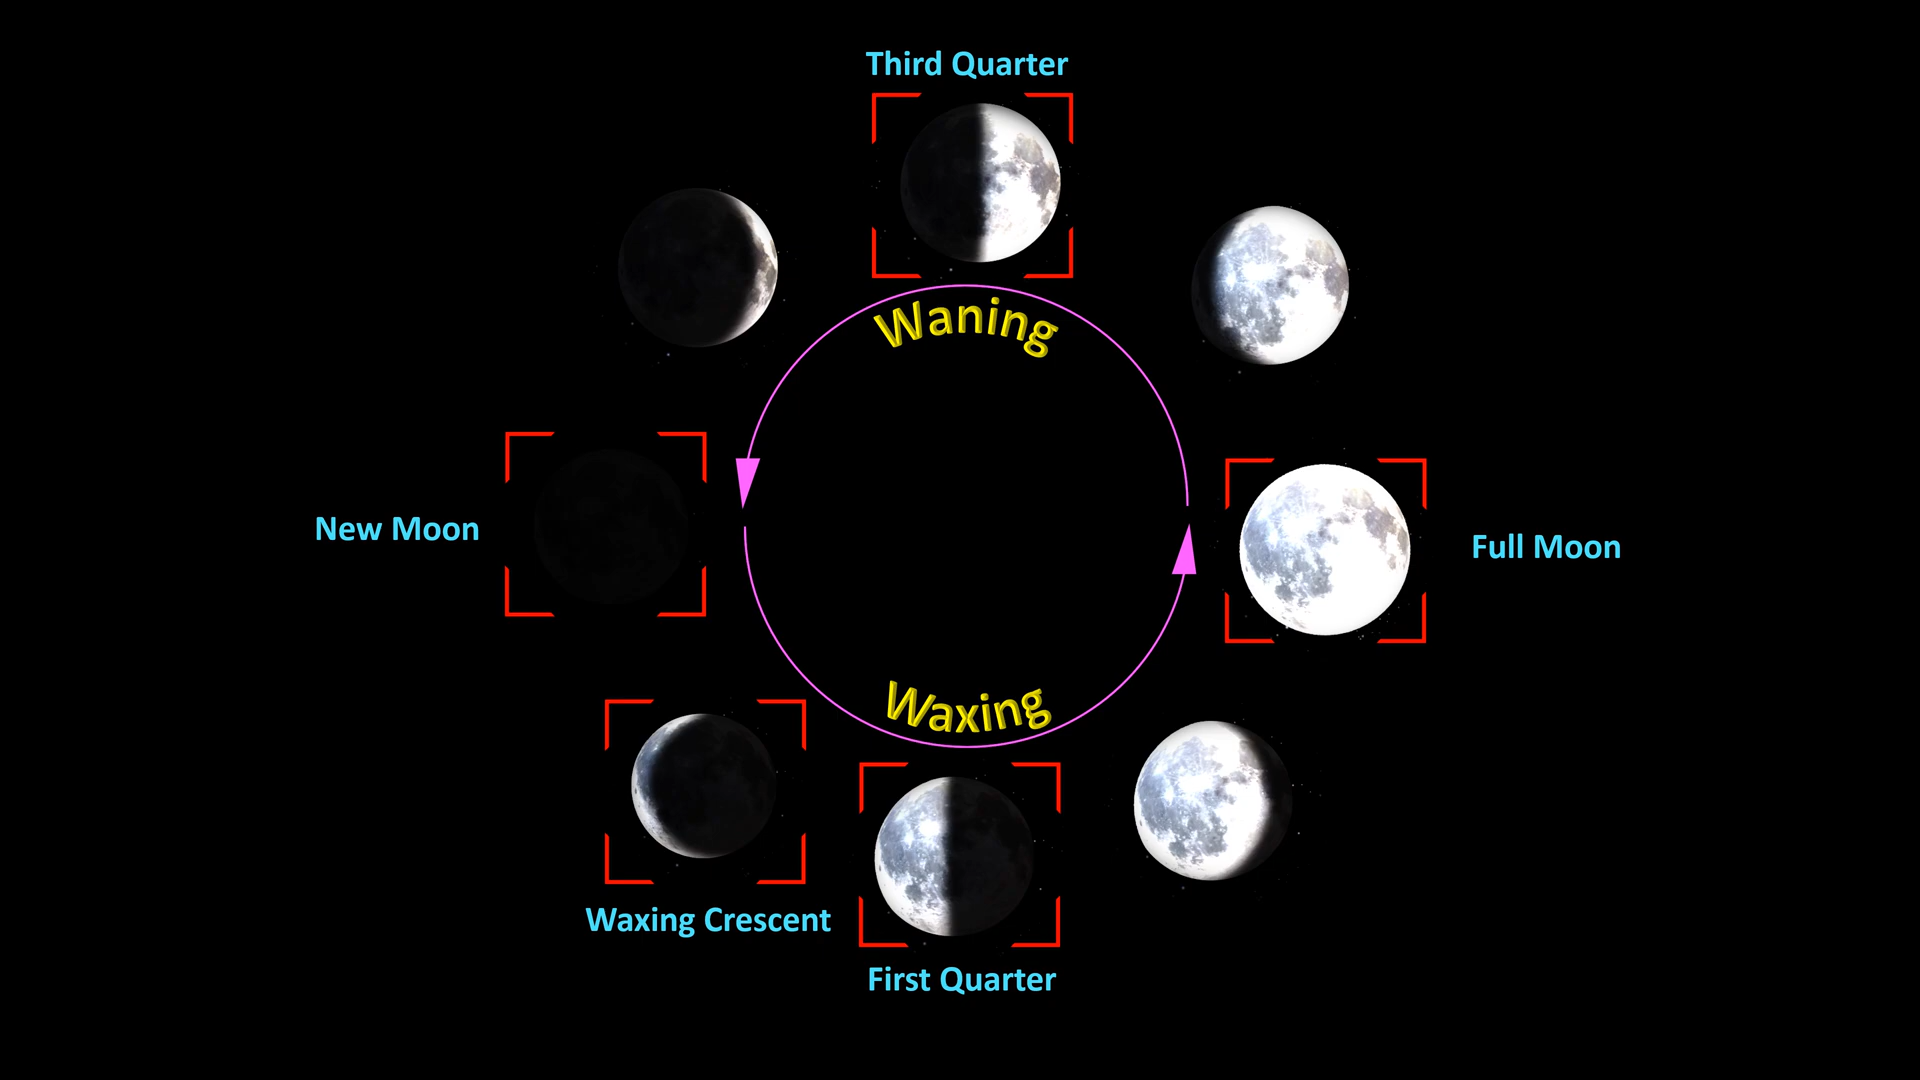 Third Quarter
Waning
New Moon
Full Moon
Waxing
Waxing Crescent
First Quarter